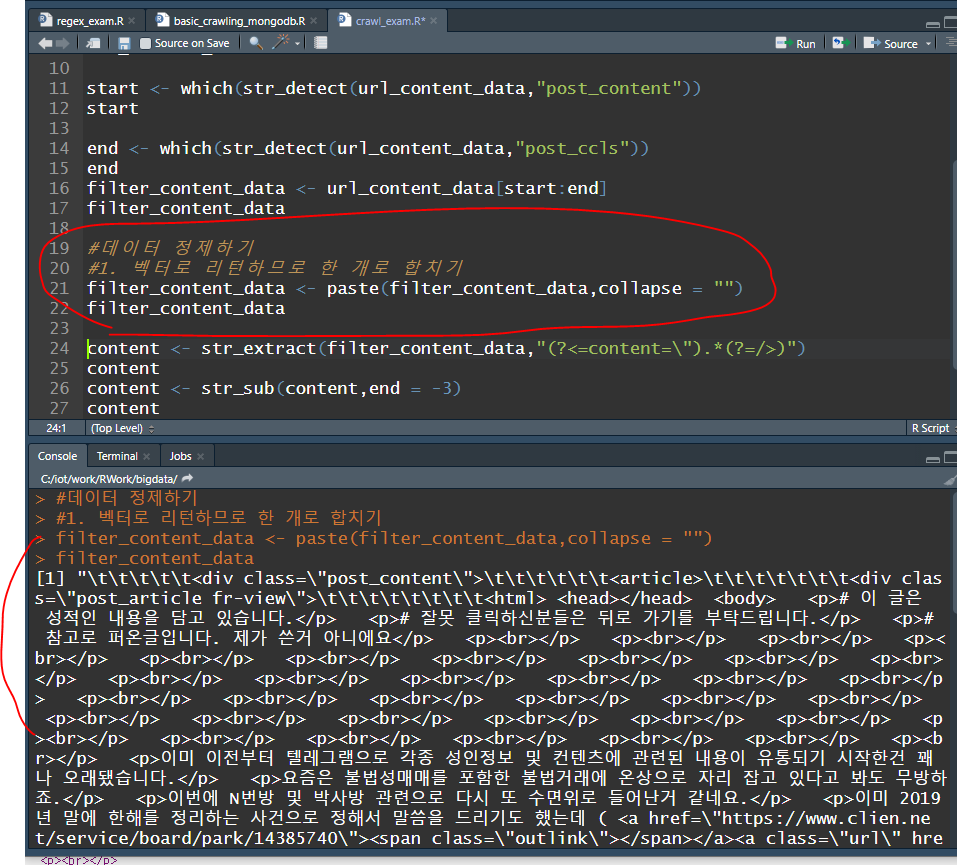 regex_exam.R × basic_crawling_mongodb.R × crawl_exam.R* ×
Source on Save Run Source
10
11 start <- which(str_detect(url_content_data,"post_content"))
12 start
13
14 end <- which(str_detect(url_content_data,"post_ccls"))
15 end
16 filter_content_data <- url_content_data[start:end]
17 filter_content_data
18
19 #데이터 정제하기
20 #1. 벡터로 리턴하므로 한 개로 합치기
21 filter_content_data <- paste(filter_content_data,collapse = "")
22 filter_content_data
23
24 content <- str_extract(filter_content_data,"(?<=content=\").*(?=/>)")
25 content
26 content <- str_sub(content,end = -3)
27 content
24:1 (Top Level) R Script
Console Terminal × Jobs ×
C:/iot/work/RWork/bigdata/
> #데이터 정제하기
> #1. 벡터로 리턴하므로 한 개로 합치기
> filter_content_data <- paste(filter_content_data,collapse = "")
> filter_content_data
[1] "\t\t\t\t\t\t<div class=\"post_content\">\t\t\t\t\t\t\t<article>\t\t\t\t\t\t\t<div clas
s=\"post_article fr-view\">\t\t\t\t\t\t\t\t<html> <head></head>  <body>   <p># 이 글은
 성적인 내용을 담고 있습니다.</p>   <p># 잘못 클릭하신분들은 뒤로 가기를 부탁드립니다.</p>   <p>#
 참고로 퍼온글입니다. 제가 쓴거 아니에요</p>   <p><br></p>   <p><br></p>   <p><br></p>   <p><
br></p>   <p><br></p>   <p><br></p>   <p><br></p>   <p><br></p>   <p><br></p>   <p><br>
</p>   <p><br></p>   <p><br></p>   <p><br></p>   <p><br></p>   <p><br></p>   <p><br></p
>   <p><br></p>   <p><br></p>   <p><br></p>   <p><br></p>   <p><br></p>   <p><br></p>
 <p><br></p>   <p><br></p>   <p><br></p>   <p><br></p>   <p><br></p>   <p><br></p>   <p
><br></p>   <p><br></p>   <p><br></p>   <p><br></p>   <p><br></p>   <p><br></p>   <p><b
r></p>   <p>이미 이전부터 텔레그램으로 각종 성인정보 및 컨텐츠에 관련된 내용이 유통되기 시작한건 꽤
나 오래됐습니다.</p>   <p>요즘은 불법성매매를 포함한 불법거래에 온상으로 자리 잡고 있다고 봐도 무방하
죠.</p>   <p>이번에 N번방 및 박사방 관련으로 다시 또 수면위로 들어난거 같네요.</p>   <p>이미 2019
년 말에 한해를 정리하는 사건으로 정해서 말씀을 드리기도 했는데 ( <a href=\"https://www.clien.ne
t/service/board/park/14385740\"><span class=\"outlink\"></span></a><a class=\"url\" hre
<p><br></p>